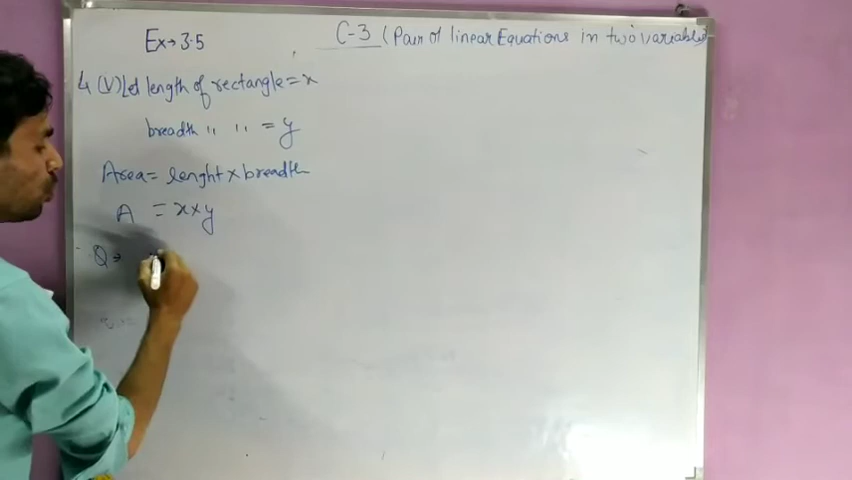 Ex→3.5
C-3 (Pair of linear Equations in two variables)
4 (V) Let length of rectangle = x
breadth " " = y
Area = lenght × breadth
A = x×y
Q→